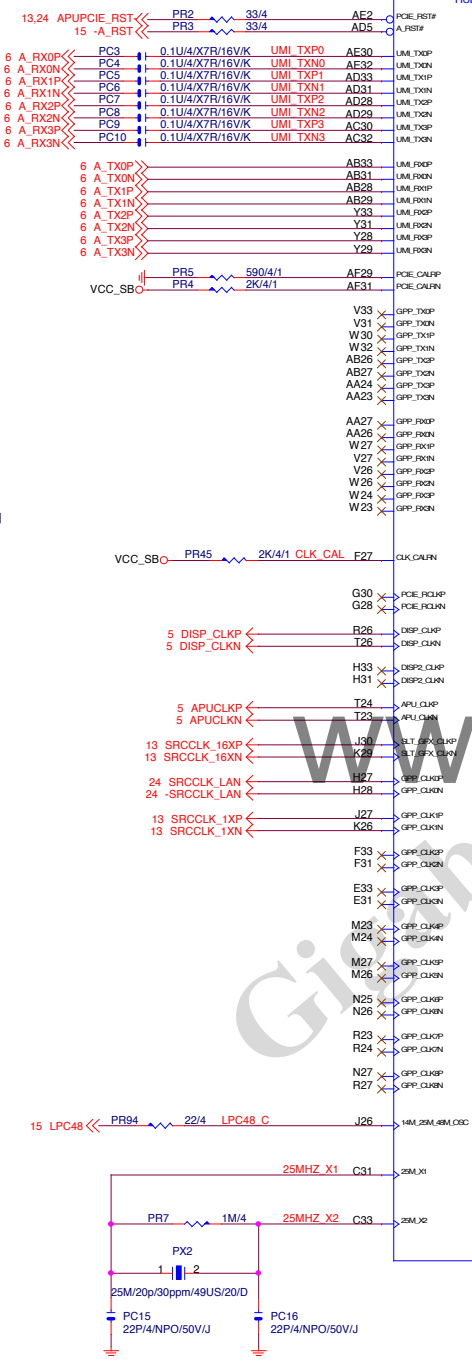 13,24 APUPCIE_RST PR2 33/4 AE2 PCIE_RST#
15 -A_RST PR3 33/4 AD5 A_RST#
6 A_RX0P PC3 0.1U/4/X7R/16V/K UMI_TXP0 AE30 UMI_TX0P
6 A_RX0N PC4 0.1U/4/X7R/16V/K UMI_TXN0 AE32 UMI_TX0N
6 A_RX1P PC5 0.1U/4/X7R/16V/K UMI_TXP1 AD33 UMI_TX1P
6 A_RX1N PC6 0.1U/4/X7R/16V/K UMI_TXN1 AD31 UMI_TX1N
6 A_RX2P PC7 0.1U/4/X7R/16V/K UMI_TXP2 AD28 UMI_TX2P
6 A_RX2N PC8 0.1U/4/X7R/16V/K UMI_TXN2 AD29 UMI_TX2N
6 A_RX3P PC9 0.1U/4/X7R/16V/K UMI_TXP3 AC30 UMI_TX3P
6 A_RX3N PC10 0.1U/4/X7R/16V/K UMI_TXN3 AC32 UMI_TX3N
6 A_TX0P AB33 UMI_RX0P
6 A_TX0N AB31 UMI_RX0N
6 A_TX1P AB28 UMI_RX1P
6 A_TX1N AB29 UMI_RX1N
6 A_TX2P Y33 UMI_RX2P
6 A_TX2N Y31 UMI_RX2N
6 A_TX3P Y28 UMI_RX3P
6 A_TX3N Y29 UMI_RX3N
PR5 590/4/1 AF29 PCIE_CALRP
VCC_SB PR4 2K/4/1 AF31 PCIE_CALRN
V33 GPP_TX0P
V31 GPP_TX0N
W30 GPP_TX1P
W32 GPP_TX1N
AB26 GPP_TX2P
AB27 GPP_TX2N
AA24 GPP_TX3P
AA23 GPP_TX3N
AA27 GPP_RX0P
AA26 GPP_RX0N
W27 GPP_RX1P
V27 GPP_RX1N
V26 GPP_RX2P
W26 GPP_RX2N
W24 GPP_RX3P
W23 GPP_RX3N
VCC_SB PR45 2K/4/1 CLK_CAL F27 CLK_CALRN
G30 PCIE_RCLKP
G28 PCIE_RCLKN
5 DISP_CLKP R26 DISP_CLKP
5 DISP_CLKN T26 DISP_CLKN
H33 DISP2_CLKP
H31 DISP2_CLKN
5 APUCLKP T24 APU_CLKP
5 APUCLKN T23 APU_CLKN
13 SRCCLK_16XP J30 SLT_GFX_CLKP
13 SRCCLK_16XN K29 SLT_GFX_CLKN
24 SRCCLK_LAN H27 GPP_CLK0P
24 -SRCCLK_LAN H28 GPP_CLK0N
13 SRCCLK_1XP J27 GPP_CLK1P
13 SRCCLK_1XN K26 GPP_CLK1N
F33 GPP_CLK2P
F31 GPP_CLK2N
E33 GPP_CLK3P
E31 GPP_CLK3N
M23 GPP_CLK4P
M24 GPP_CLK4N
M27 GPP_CLK5P
M26 GPP_CLK5N
N25 GPP_CLK6P
N26 GPP_CLK6N
R23 GPP_CLK7P
R24 GPP_CLK7N
N27 GPP_CLK8P
R27 GPP_CLK8N
15 LPC48 PR94 22/4 LPC48_C J26 14M_25M_48M_OSC
25MHZ_X1 C31 25M_X1
PR7 1M/4 25MHZ_X2 C33 25M_X2
PX2
1 2
25M/20p/30ppm/49US/20/D
PC15 PC16
22P/4/NPO/50V/J 22P/4/NPO/50V/J